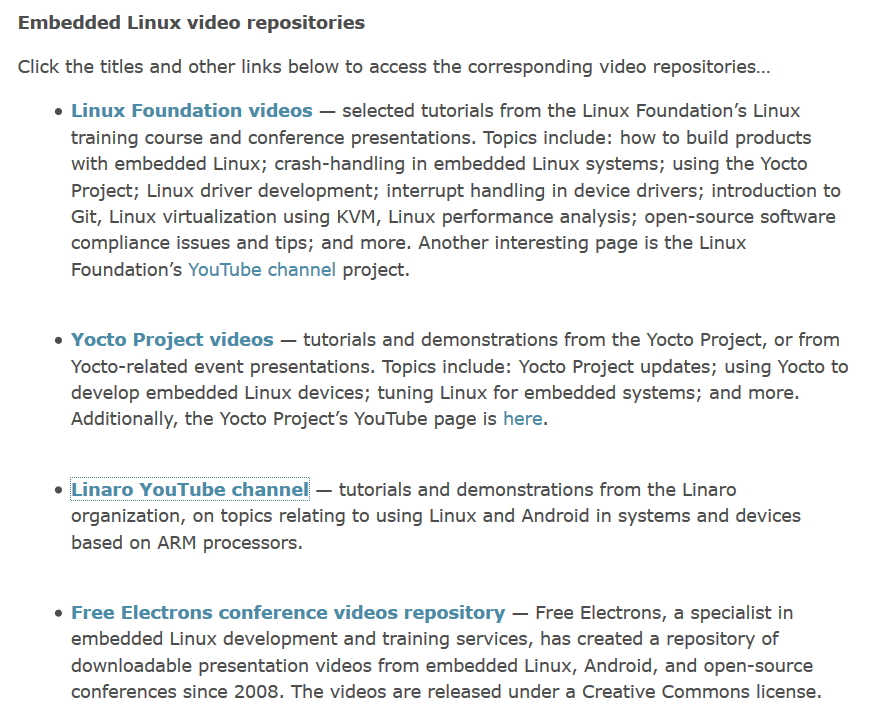 Embedded Linux video repositories
Click the titles and other links below to access the corresponding video repositories…
• Linux Foundation videos — selected tutorials from the Linux Foundation’s Linux
training course and conference presentations. Topics include: how to build products
with embedded Linux; crash-handling in embedded Linux systems; using the Yocto
Project; Linux driver development; interrupt handling in device drivers; introduction to
Git, Linux virtualization using KVM, Linux performance analysis; open-source software
compliance issues and tips; and more. Another interesting page is the Linux
Foundation’s YouTube channel project.
• Yocto Project videos — tutorials and demonstrations from the Yocto Project, or from
Yocto-related event presentations. Topics include: Yocto Project updates; using Yocto to
develop embedded Linux devices; tuning Linux for embedded systems; and more.
Additionally, the Yocto Project’s YouTube page is here.
• Linaro YouTube channel — tutorials and demonstrations from the Linaro
organization, on topics relating to using Linux and Android in systems and devices
based on ARM processors.
• Free Electrons conference videos repository — Free Electrons, a specialist in
embedded Linux development and training services, has created a repository of
downloadable presentation videos from embedded Linux, Android, and open-source
conferences since 2008. The videos are released under a Creative Commons license.